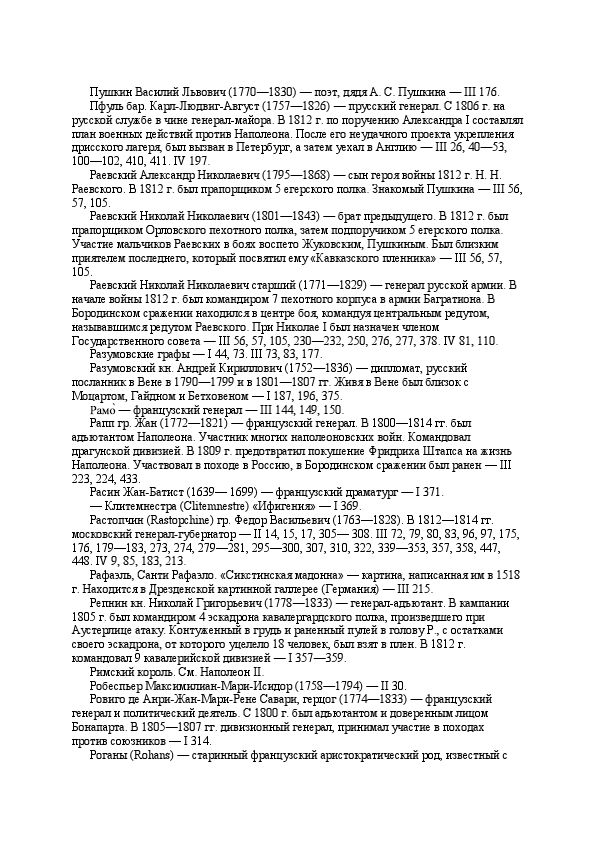 Пушкин Василий Львович (1770—1830) — поэт, дядя А. С. Пушкина — III 176.
Пфуль бар. Карл-Людвиг-Август (1757—1826) — прусский генерал. С 1806 г. на
русской службе в чине генерал-майора. В 1812 г. по поручению Александра I составлял
план военных действий против Наполеона. После его неудачного проекта укрепления
дрисского лагеря, был вызван в Петербург, а затем уехал в Англию — III 26, 40—53,
100—102, 410, 411. IV 197.
Раевский Александр Николаевич (1795—1868) — сын героя войны 1812 г. Н. Н.
Раевского. В 1812 г. был прапорщиком 5 егерского полка. Знакомый Пушкина — III 56,
57, 105.
Раевский Николай Николаевич (1801—1843) — брат предыдущего. В 1812 г. был
прапорщиком Орловского пехотного полка, затем подпоручиком 5 егерского полка.
Участие мальчиков Раевских в боях воспето Жуковским, Пушкиным. Был близким
приятелем последнего, который посвятил ему «Кавказского пленника» — III 56, 57,
105.
Раевский Николай Николаевич старший (1771—1829) — генерал русской армии. В
начале войны 1812 г. был командиром 7 пехотного корпуса в армии Багратиона. В
Бородинском сражении находился в центре боя, командуя центральным редутом,
называвшимся редутом Раевского. При Николае I был назначен членом
Государственного совета — III 56, 57, 105, 230—232, 250, 276, 277, 378. IV 81, 110.
Разумовские графы — I 44, 73. III 73, 83, 177.
Разумовский кн. Андрей Кириллович (1752—1836) — дипломат, русский
посланник в Вене в 1790—1799 и в 1801—1807 гг. Живя в Вене был близок с
Моцартом, Гайдном и Бетховеном — I 187, 196, 375.
Рамо̀ — французский генерал — III 144, 149, 150.
Рапп гр. Жан (1772—1821) — французский генерал. В 1800—1814 гг. был
адъютантом Наполеона. Участник многих наполеоновских войн. Командовал
драгунской дивизией. В 1809 г. предотвратил покушение Фридриха Штапса на жизнь
Наполеона. Участвовал в походе в Россию, в Бородинском сражении был ранен — III
223, 224, 433.
Расин Жан-Батист (1639— 1699) — французский драматург — I 371.
— Клитемнестра (Clitemnestre) «Ифигения» — I 369.
Растопчин (Rastopchine) гр. Федор Васильевич (1763—1828). В 1812—1814 гг.
московский генерал-губернатор — II 14, 15, 17, 305— 308. III 72, 79, 80, 83, 96, 97, 175,
176, 179—183, 273, 274, 279—281, 295—300, 307, 310, 322, 339—353, 357, 358, 447,
448. IV 9, 85, 183, 213.
Рафаэль, Санти Рафаэло. «Сикстинская мадонна» — картина, написанная им в 1518
г. Находится в Дрезденской картинной галлерее (Германия) — III 215.
Репнин кн. Николай Григорьевич (1778—1833) — генерал-адъютант. В кампании
1805 г. был командиром 4 эскадрона кавалергардского полка, произведшего при
Аустерлице атаку. Контуженный в грудь и раненный пулей в голову Р., с остатками
своего эскадрона, от которого уцелело 18 человек, был взят в плен. В 1812 г.
командовал 9 кавалерийской дивизией — I 357—359.
Римский король. См. Наполеон II.
Робеспьер Максимилиан-Мари-Исидор (1758—1794) — II 30.
Ровиго де Анри-Жан-Мари-Рене Савари, герцог (1774—1833) — французский
генерал и политический деятель. С 1800 г. был адъютантом и доверенным лицом
Бонапарта. В 1805—1807 гг. дивизионный генерал, принимал участие в походах
против союзников — I 314.
Роганы (Rohans) — старинный французский аристократический род, известный с